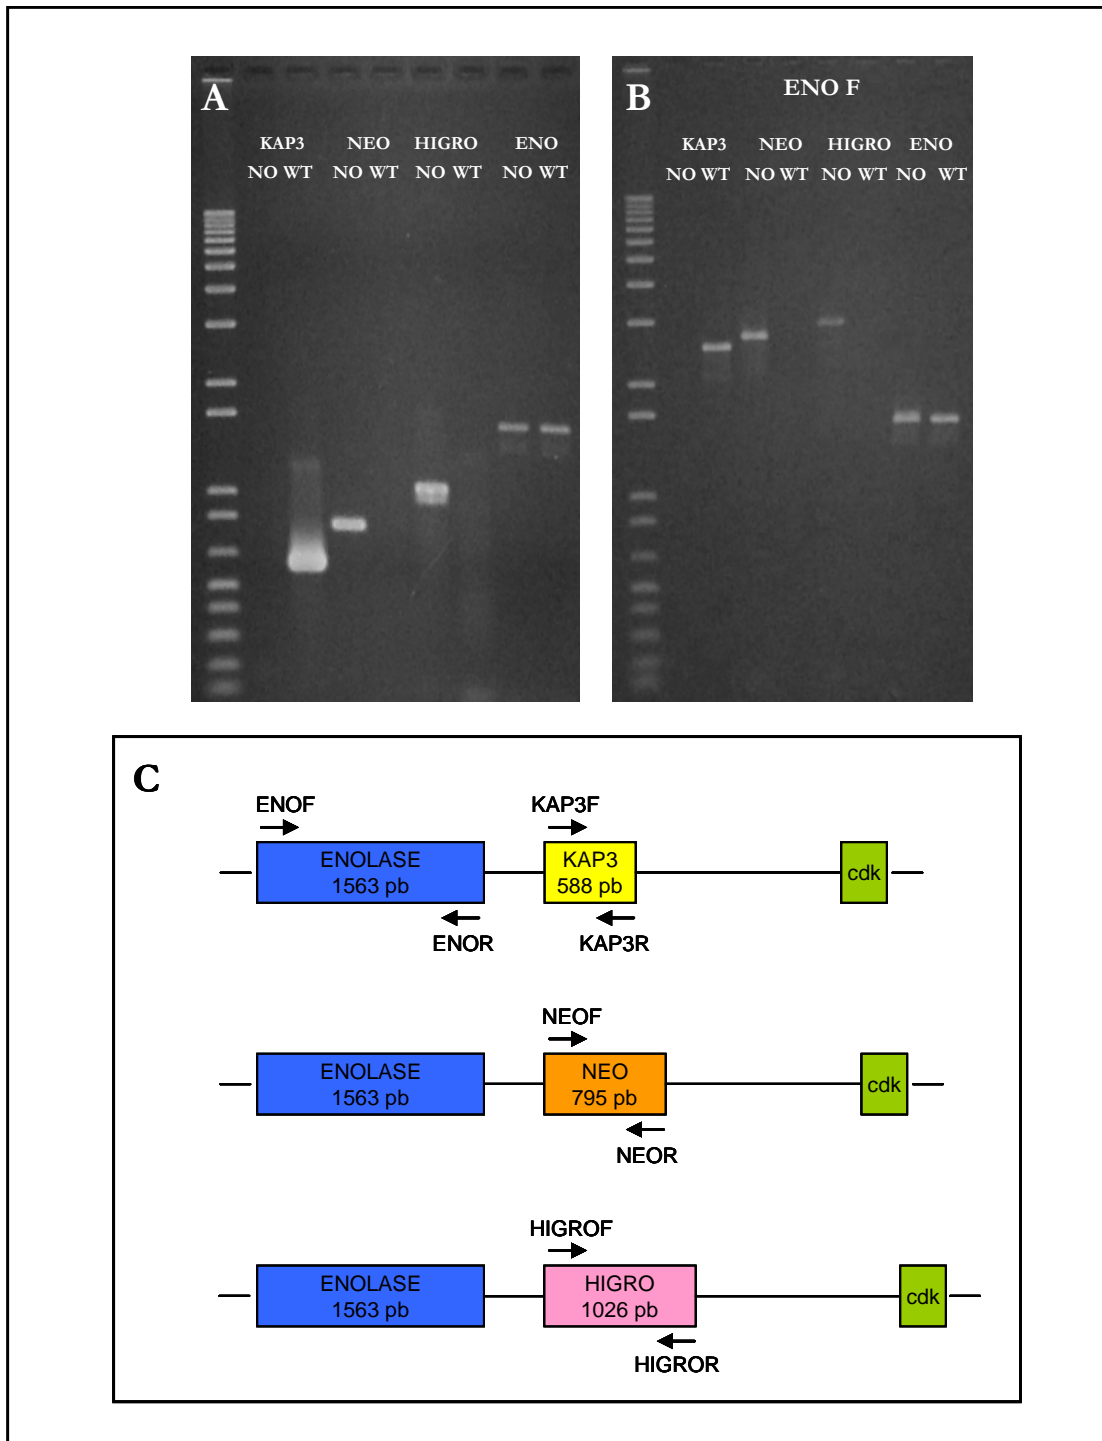 A
KAP3 NEO HIGRO ENO
NO WT NO WT NO WT NO WT
B
ENO F
KAP3 NEO HIGRO ENO
NO WT NO WT NO WT NO WT
C
ENOF KAP3F
ENOLASE KAP3 cdk
1563 pb 588 pb
ENOR KAP3R
NEOF
ENOLASE NEO cdk
1563 pb 795 pb
NEOR
HIGROF
ENOLASE HIGRO cdk
1563 pb 1026 pb
HIGROR